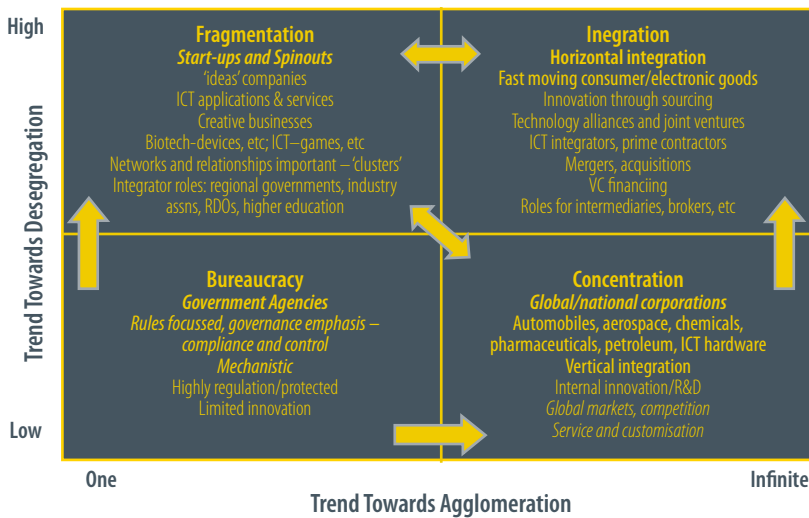 High
Fragmentation
Start-ups and Spinouts
‘ideas’ companies
ICT applications & services
Creative businesses
Biotech-devices, etc; ICT–games, etc
Networks and relationships important – ‘clusters’
Integrator roles: regional governments, industry
assns, RDOs, higher education
Inegration
Horizontal integration
Fast moving consumer/electronic goods
Innovation through sourcing
Technology alliances and joint ventures
ICT integrators, prime contractors
Mergers, acquisitions
VC financiing
Roles for intermediaries, brokers, etc
Trend Towards Desegregation
Bureaucracy
Government Agencies
Rules focussed, governance emphasis –
compliance and control
Mechanistic
Highly regulation/protected
Limited innovation
Concentration
Global/national corporations
Automobiles, aerospace, chemicals,
pharmaceuticals, petroleum, ICT hardware
Vertical integration
Internal innovation/R&D
Global markets, competition
Service and customisation
Low
One
Infinite
Trend Towards Agglomeration